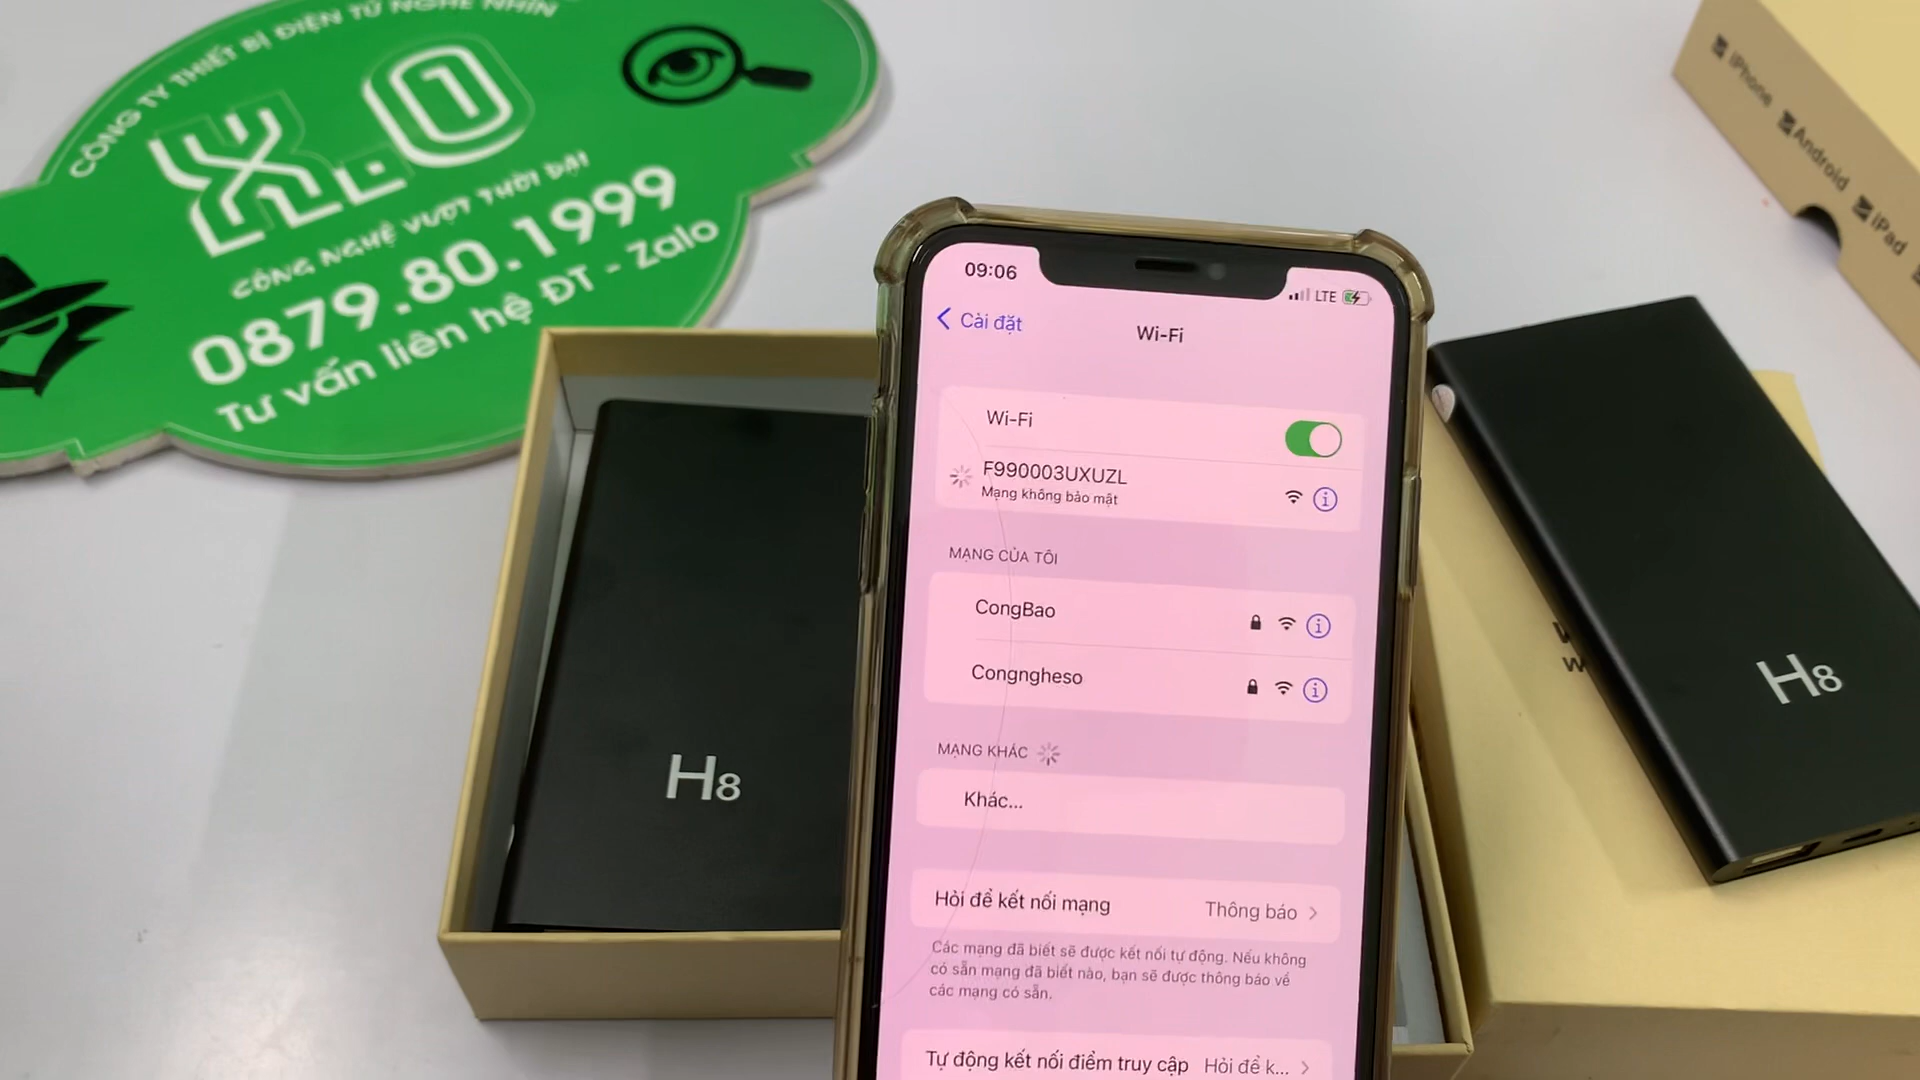 CÔNG TY THIẾT BỊ ĐIỆN TỬ NGHE NHÌN
XL.01
CÔNG NGHỆ VƯỢT THỜI ĐẠI
0879.80.1999
Tư vấn liên hệ ĐT - Zalo
iPhone
Android
iPad
09:06
LTE
Cài đặt
Wi-Fi
Wi-Fi
F990003UXUZL
Mạng không bảo mật
MẠNG CỦA TÔI
CongBao
Congngheso
MẠNG KHÁC
Khác...
Hỏi để kết nối mạng
Thông báo
Các mạng đã biết sẽ được kết nối tự động. Nếu không
có sẵn mạng đã biết nào, bạn sẽ được thông báo về
các mạng có sẵn.
Tự động kết nối điểm truy cập
Hỏi để k...
H8
H8